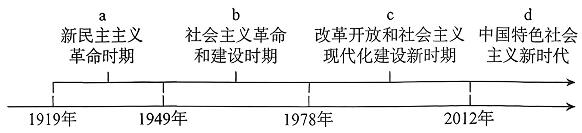 a
新民主主义
革命时期
b
社会主义革命
和建设时期
c
改革开放和社会主义
现代化建设新时期
d
中国特色社会
主义新时代
1919年
1949年
1978年
2012年